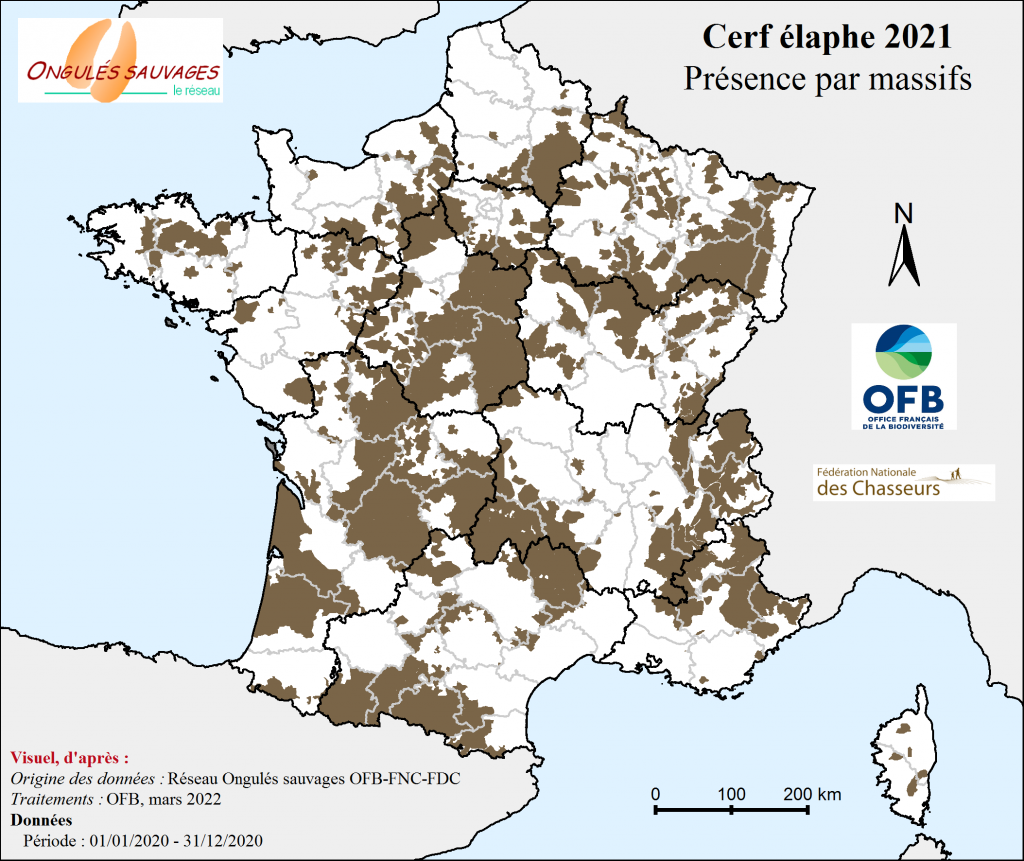 ONGULÉS SAUVAGES
le réseau
Cerf élaphe 2021
Présence par massifs
N
OFB
OFFICE FRANÇAIS
DE LA BIODIVERSITÉ
Fédération Nationale
des Chasseurs
Visuel, d'après :
Origine des données : Réseau Ongulés sauvages OFB-FNC-FDC
Traitements : OFB, mars 2022
Données
Période : 01/01/2020 - 31/12/2020
0 100 200 km